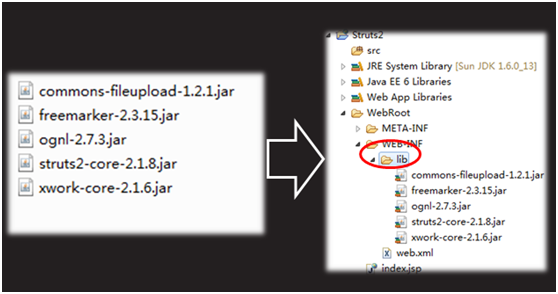 commons-fileupload-1.2.1.jar
freemarker-2.3.15.jar
ognl-2.7.3.jar
struts2-core-2.1.8.jar
xwork-core-2.1.6.jar
Struts2
src
JRE System Library [Sun JDK 1.6.0_13]
Java EE 6 Libraries
Web App Libraries
WebRoot
META-INF
WEB-INF
lib
commons-fileupload-1.2.1.jar
freemarker-2.3.15.jar
ognl-2.7.3.jar
struts2-core-2.1.8.jar
xwork-core-2.1.6.jar
web.xml
index.jsp